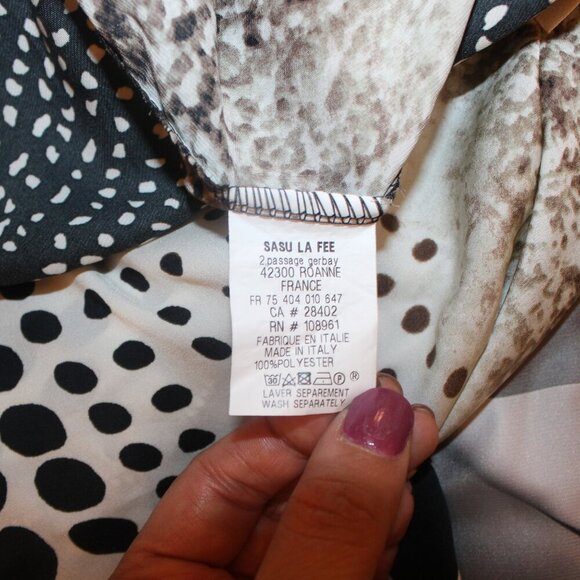 SASU LA FEE
2,passage gerbay
42300 ROANNE
FRANCE
FR 75 404 010 647
CA # 28402
RN # 108961
FABRIQUE EN ITALIE
MADE IN ITALY
100%POLYESTER
30 P ®
LAVER SEPAREMENT
WASH SEPARATELY